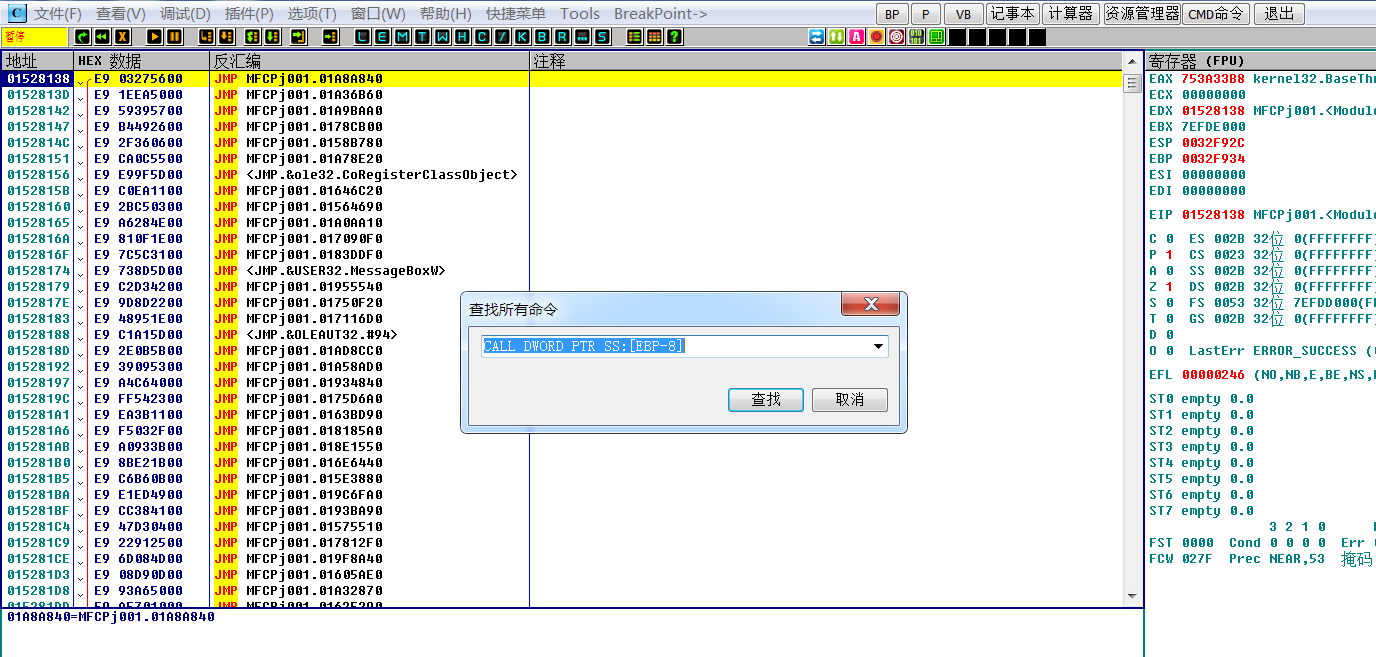 C 文件(F) 查看(V) 调试(D) 插件(P) 选项(T) 窗口(W) 帮助(H) 快捷菜单 Tools BreakPoint-> BP P VB 记事本 计算器 资源管理器 CMD命令 退出
暂停 L E M T W H C / K B R ... S ?
地址 HEX 数据 反汇编 注释
01528138 E9 03275600 JMP MFCPj001.01A8A840
0152813D E9 1EEA5000 JMP MFCPj001.01A36B60
01528142 E9 59395700 JMP MFCPj001.01A9BAA0
01528147 E9 B4492600 JMP MFCPj001.0178CB00
0152814C E9 2F360600 JMP MFCPj001.0158B780
01528151 E9 CA0C5500 JMP MFCPj001.01A78E20
01528156 E9 E99F5D00 JMP <JMP.&ole32.CoRegisterClassObject>
0152815B E9 C0EA1100 JMP MFCPj001.01646C20
01528160 E9 2BC50300 JMP MFCPj001.01564690
01528165 E9 A6284E00 JMP MFCPj001.01A0AA10
0152816A E9 810F1E00 JMP MFCPj001.017090F0
0152816F E9 7C5C3100 JMP MFCPj001.0183DDF0
01528174 E9 738D5D00 JMP <JMP.&USER32.MessageBoxW>
01528179 E9 C2D34200 JMP MFCPj001.01955540
0152817E E9 9D8D2200 JMP MFCPj001.01750F20
01528183 E9 48951E00 JMP MFCPj001.017116D0
01528188 E9 C1A15D00 JMP <JMP.&OLEAUT32.#94>
0152818D E9 2E0B5B00 JMP MFCPj001.01AD8CC0
01528192 E9 39095300 JMP MFCPj001.01A58AD0
01528197 E9 A4C64000 JMP MFCPj001.01934840
0152819C E9 FF542300 JMP MFCPj001.0175D6A0
015281A1 E9 EA3B1100 JMP MFCPj001.0163BD90
015281A6 E9 F5032F00 JMP MFCPj001.018185A0
015281AB E9 A0933B00 JMP MFCPj001.018E1550
015281B0 E9 8BE21B00 JMP MFCPj001.016E6440
015281B5 E9 C6B60B00 JMP MFCPj001.015E3880
015281BA E9 E1ED4900 JMP MFCPj001.019C6FA0
015281BF E9 CC384100 JMP MFCPj001.0193BA90
015281C4 E9 47D30400 JMP MFCPj001.01575510
015281C9 E9 22912500 JMP MFCPj001.017812F0
015281CE E9 6D084D00 JMP MFCPj001.019F8A40
015281D3 E9 08D90D00 JMP MFCPj001.01605AE0
015281D8 E9 93A65000 JMP MFCPj001.01A32870
01A8A840=MFCPj001.01A8A840
查找所有命令
CALL DWORD PTR SS:[EBP-8]
查找 取消
寄存器 (FPU)
EAX 753A33B8 kernel32.BaseThr
ECX 00000000
EDX 01528138 MFCPj001.<Module
EBX 7EFDE000
ESP 0032F92C
EBP 0032F934
ESI 00000000
EDI 00000000
EIP 01528138 MFCPj001.<Module
C 0 ES 002B 32位 0(FFFFFFFF)
P 1 CS 0023 32位 0(FFFFFFFF)
A 0 SS 002B 32位 0(FFFFFFFF)
Z 1 DS 002B 32位 0(FFFFFFFF)
S 0 FS 0053 32位 7EFDD000(FF
T 0 GS 002B 32位 0(FFFFFFFF)
D 0
O 0 LastErr ERROR_SUCCESS (
EFL 00000246 (NO,NB,E,BE,NS,
ST0 empty 0.0
ST1 empty 0.0
ST2 empty 0.0
ST3 empty 0.0
ST4 empty 0.0
ST5 empty 0.0
ST6 empty 0.0
ST7 empty 0.0
3 2 1 0
FST 0000 Cond 0 0 0 0 Err
FCW 027F Prec NEAR,53 掩码